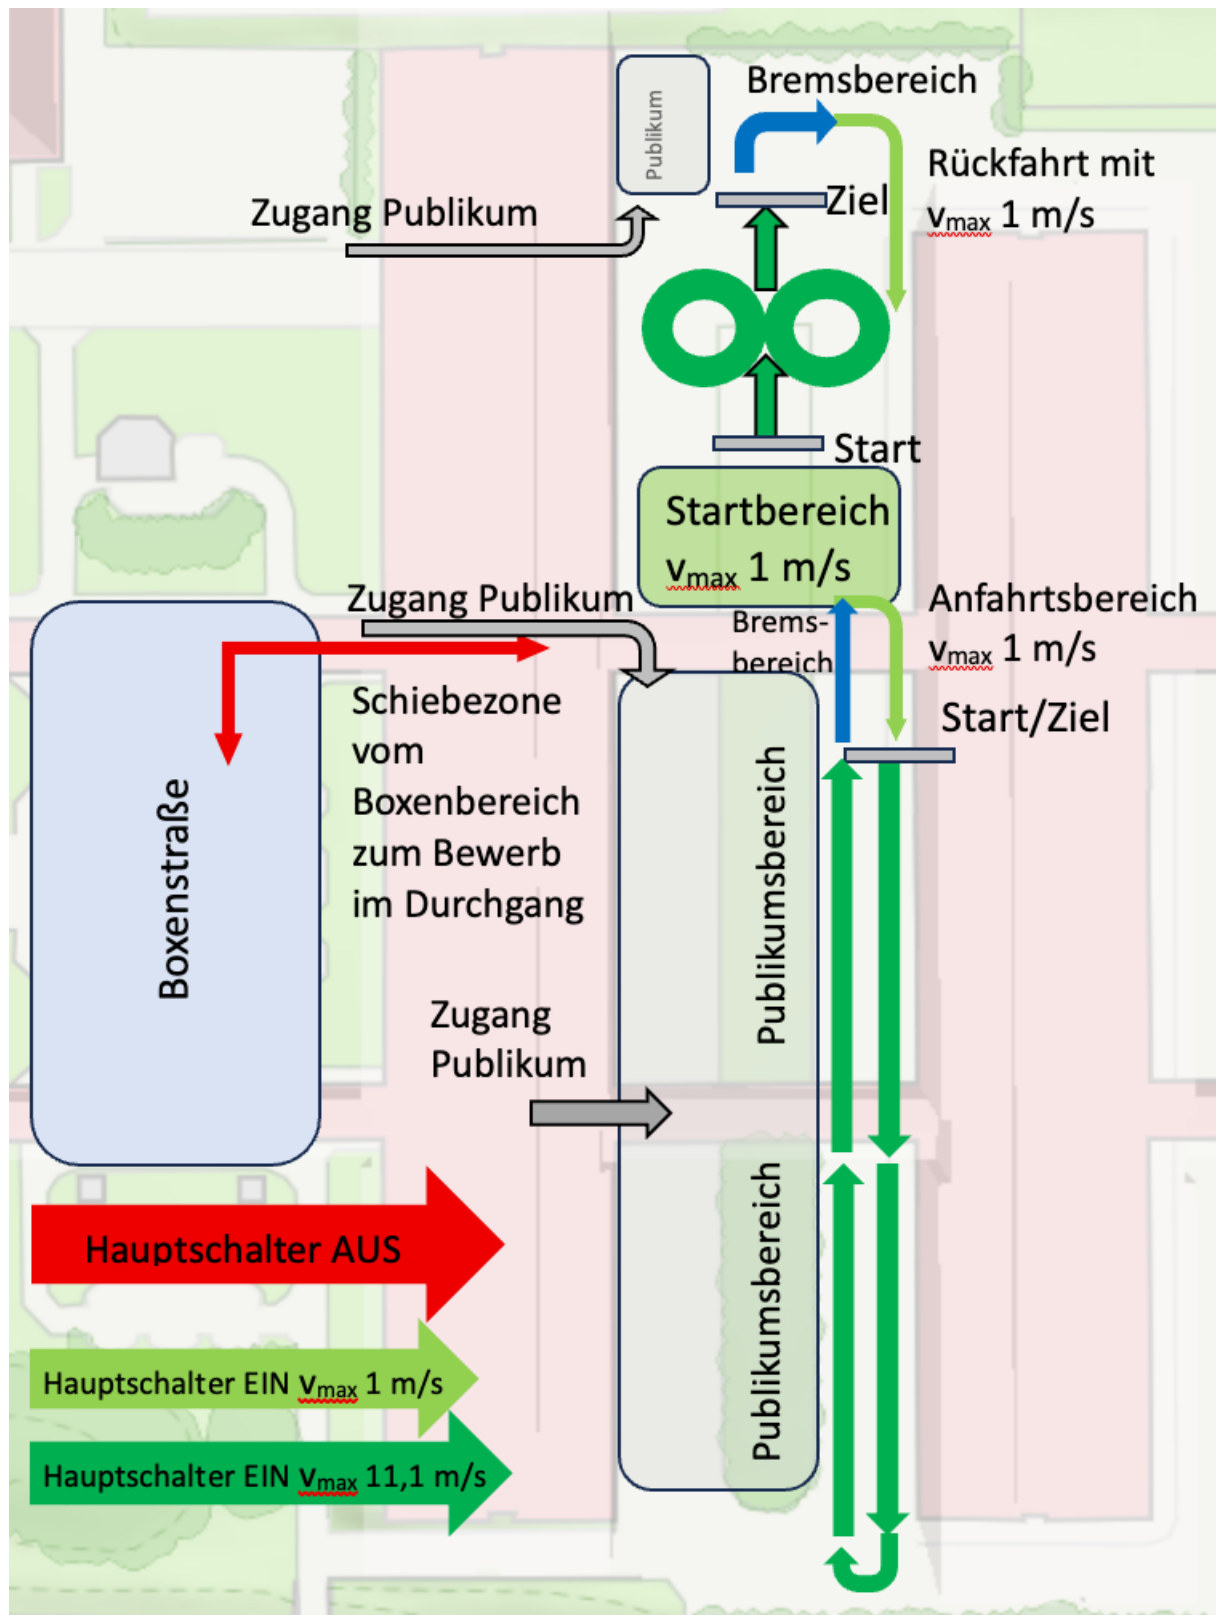 Bremsbereich
Publikum
Rückfahrt mit
vmax 1 m/s
Zugang Publikum
Ziel
Start
Startbereich
vmax 1 m/s
Zugang Publikum
Brems-
bereich
Anfahrtsbereich
vmax 1 m/s
Schiebezone
vom
Boxenbereich
zum Bewerb
im Durchgang
Start/Ziel
Boxenstraße
Publikumsbereich
Zugang
Publikum
Publikumsbereich
Hauptschalter AUS
Hauptschalter EIN vmax 1 m/s
Hauptschalter EIN vmax 11,1 m/s